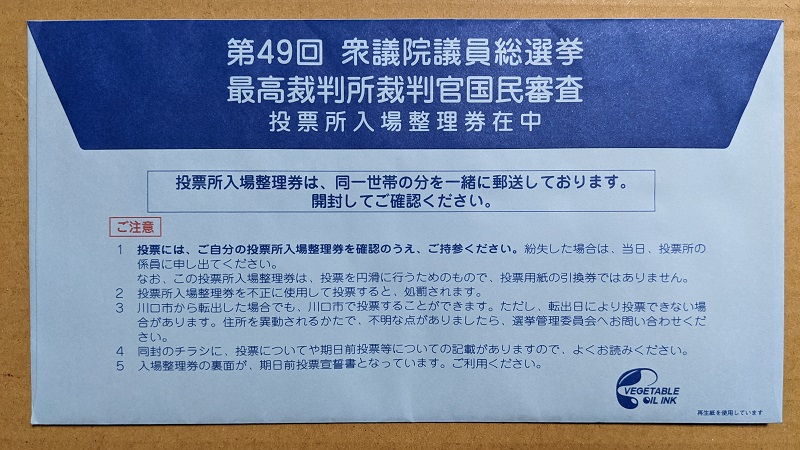 第49回 衆議院議員総選挙
最高裁判所裁判官国民審査
投票所入場整理券在中
投票所入場整理券は、同一世帯の分を一緒に郵送しております。
開封してご確認ください。
ご注意
1 投票には、ご自分の投票所入場整理券を確認のうえ、ご持参ください。紛失した場合は、当日、投票所の
係員に申し出てください。
なお、この投票所入場整理券は、投票を円滑に行うためのもので、投票用紙の引換券ではありません。
2 投票所入場整理券を不正に使用して投票すると、処罰されます。
3 川口市から転出した場合でも、川口市で投票することができます。ただし、転出日により投票できない場
合があります。住所を異動されるかたで、不明な点がありましたら、選挙管理委員会へお問い合わせくだ
さい。
4 同封のチラシに、投票についてや期日前投票等についての記載がありますので、よくお読みください。
5 入場整理券の裏面が、期日前投票宣誓書となっています。ご利用ください。
VEGETABLE
OIL INK
再生紙を使用しています